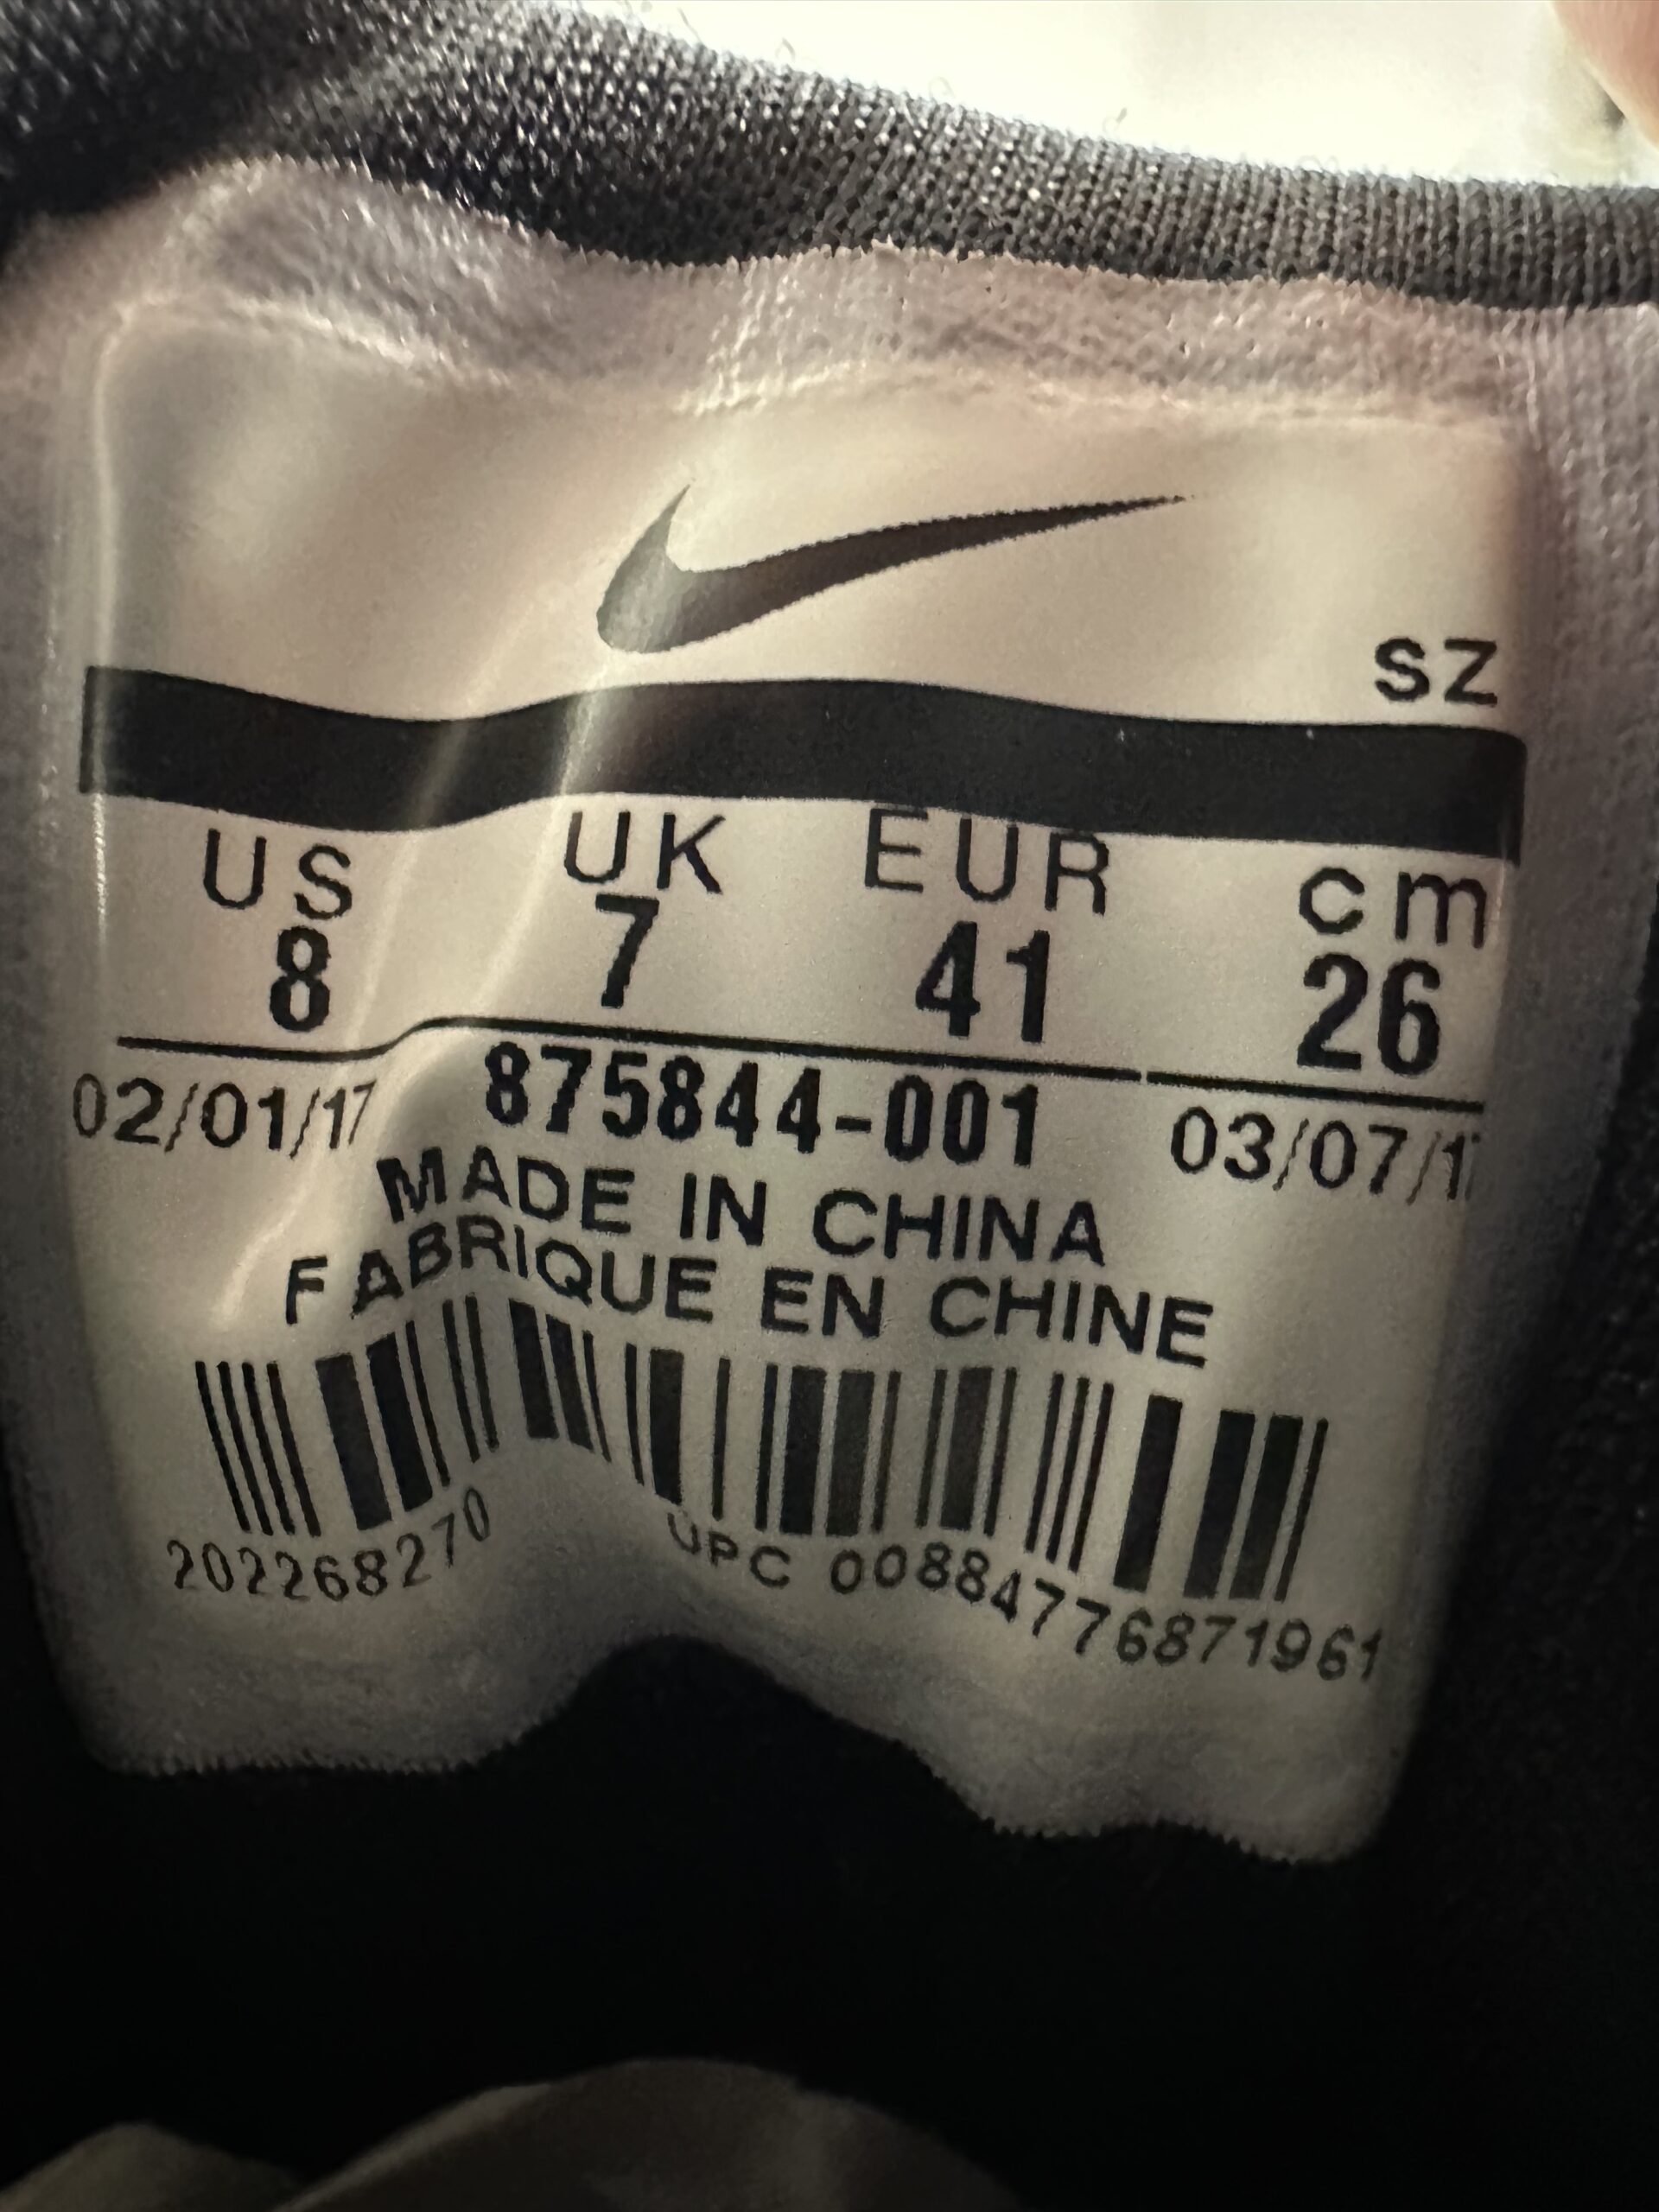 SZ
US UK EUR cm
8 7 41 26
02/01/17 875844-001 03/07/1
MADE IN CHINA
FABRIQUE EN CHINE
202268270 UPC 00884776871961